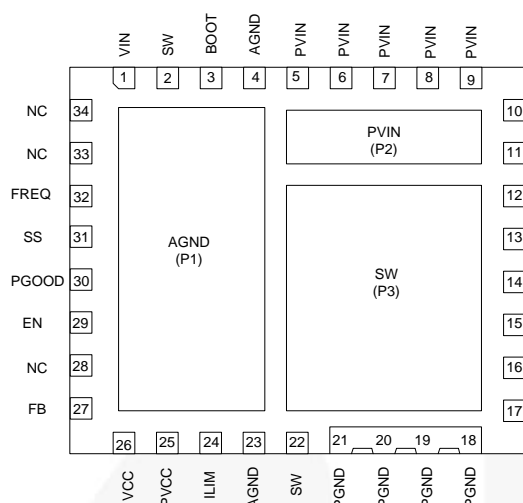 VIN
SW
BOOT
AGND
PVIN
PVIN
PVIN
PVIN
PVIN
1
2
3
4
5
6
7
8
9
NC
34
10
NC
33
11
FREQ
32
12
SS
31
13
PGOOD
30
14
EN
29
15
NC
28
16
FB
27
17
PVIN
(P2)
AGND
(P1)
SW
(P3)
26
25
24
23
22
21
20
19
18
VCC
PVCC
ILIM
AGND
SW
PGND
PGND
PGND
PGND